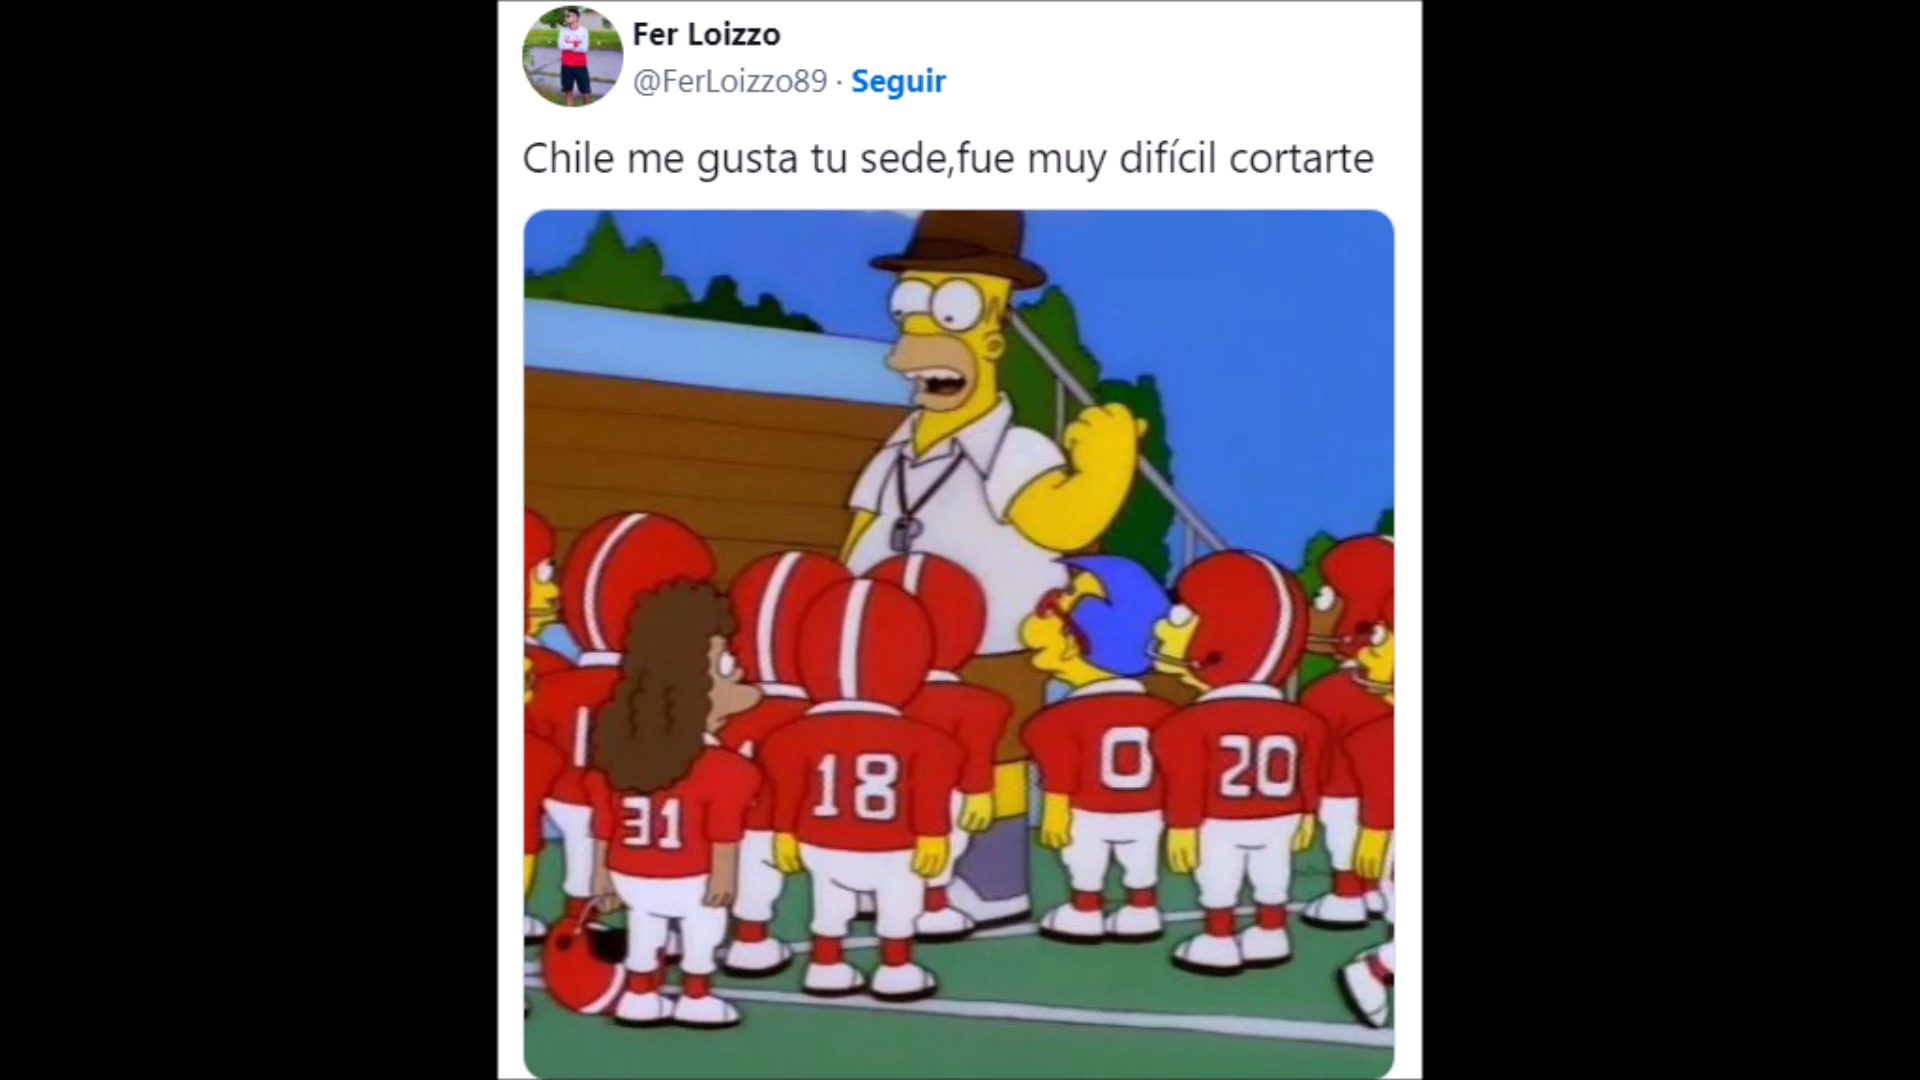 Fer Loizzo
@FerLoizzo89 · Seguir
Chile me gusta tu sede,fue muy difícil cortarte
31
18
0
20